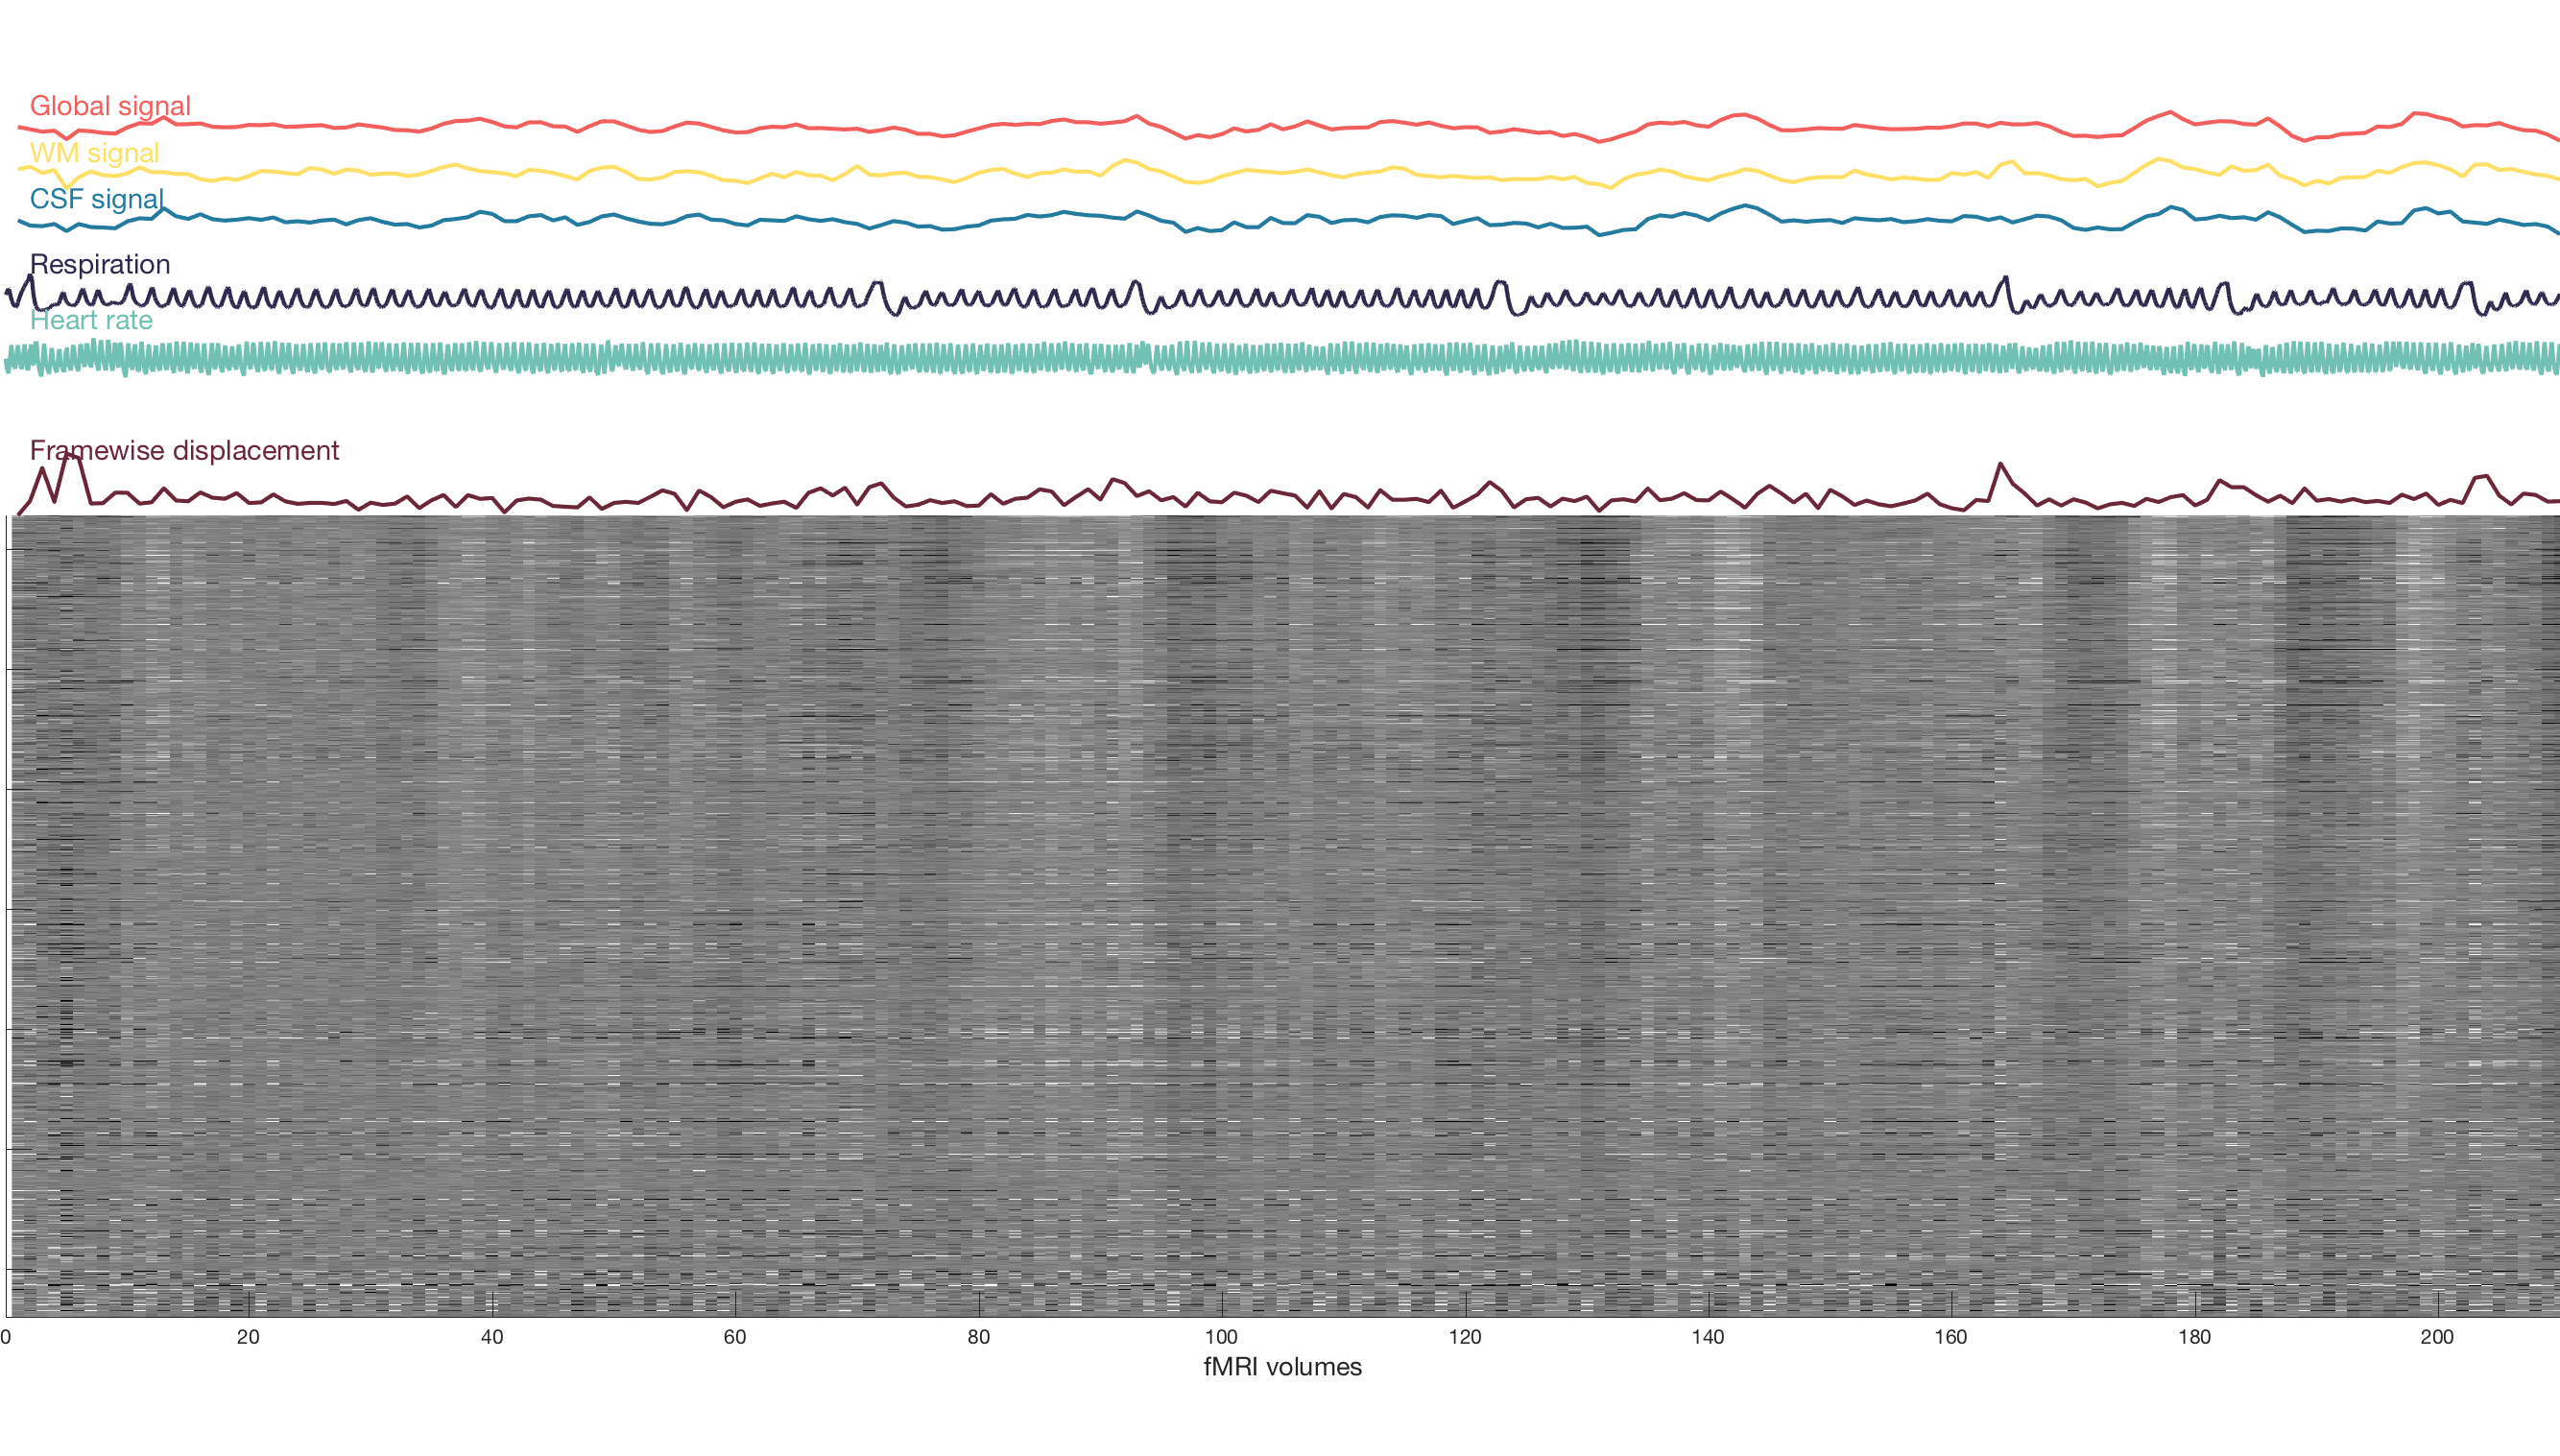 Global signal
WM signal
CSF signal
Respiration
Heart rate
Framewise displacement
0 20 40 60 80 100 120 140 160 180 200
fMRI volumes